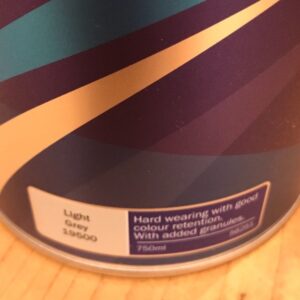 Light
Grey
19500
Hard wearing with good
colour retention.
With added granules.
750ml